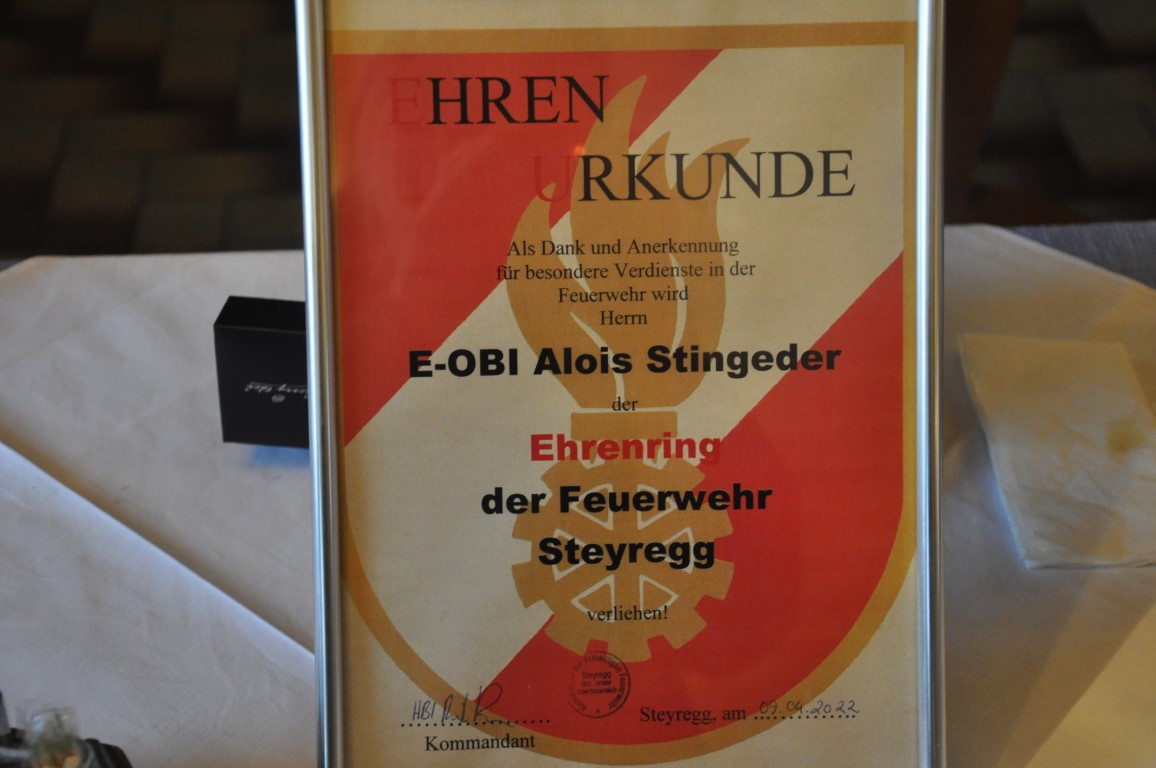 EHREN
URKUNDE
Als Dank und Anerkennung
für besondere Verdienste in der
Feuerwehr wird
Herrn
E-OBI Alois Stingeder
der
Ehrenring
der Feuerwehr
Steyregg
verliehen!
HBI
Kommandant
Steyregg
Steyregg, am 09.04.2022